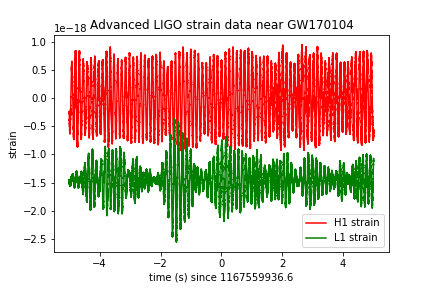 Advanced LIGO strain data near GW170104
1e−18
1.0
0.5
0.0
−0.5
−1.0
−1.5
−2.0
−2.5
strain
H1 strain
L1 strain
−4 −2 0 2 4
time (s) since 1167559936.6